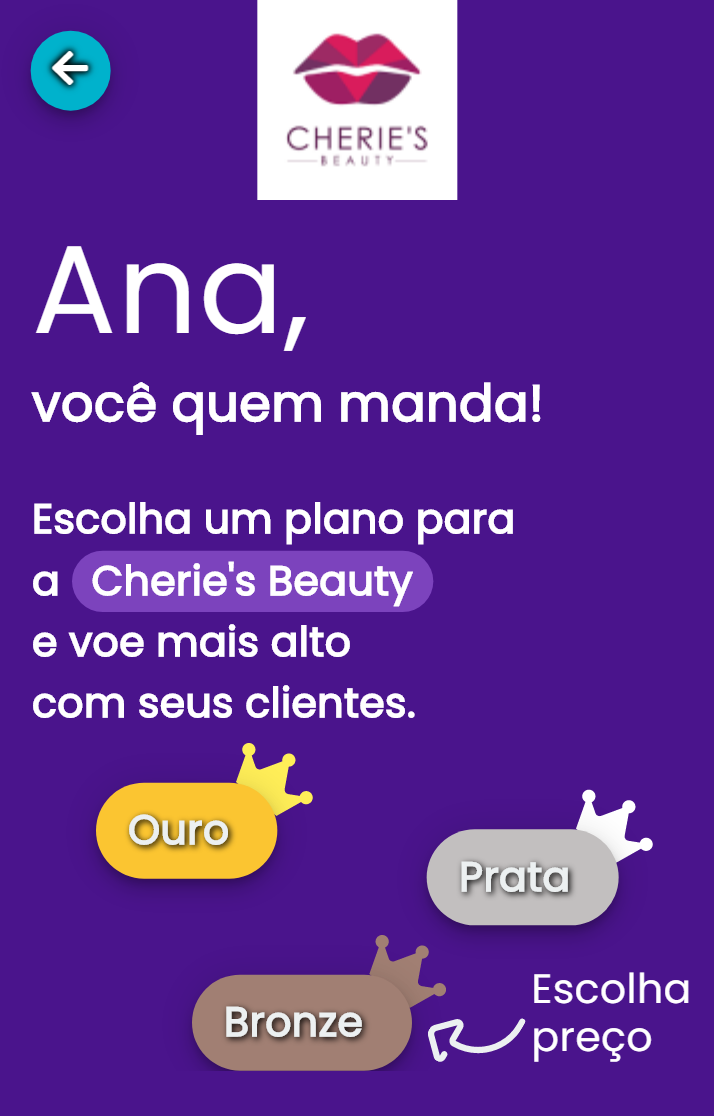 CHERIE'S
BEAUTY
Ana,
você quem manda!
Escolha um plano para
a Cherie's Beauty
e voe mais alto
com seus clientes.
Ouro
Prata
Bronze
Escolha
preço